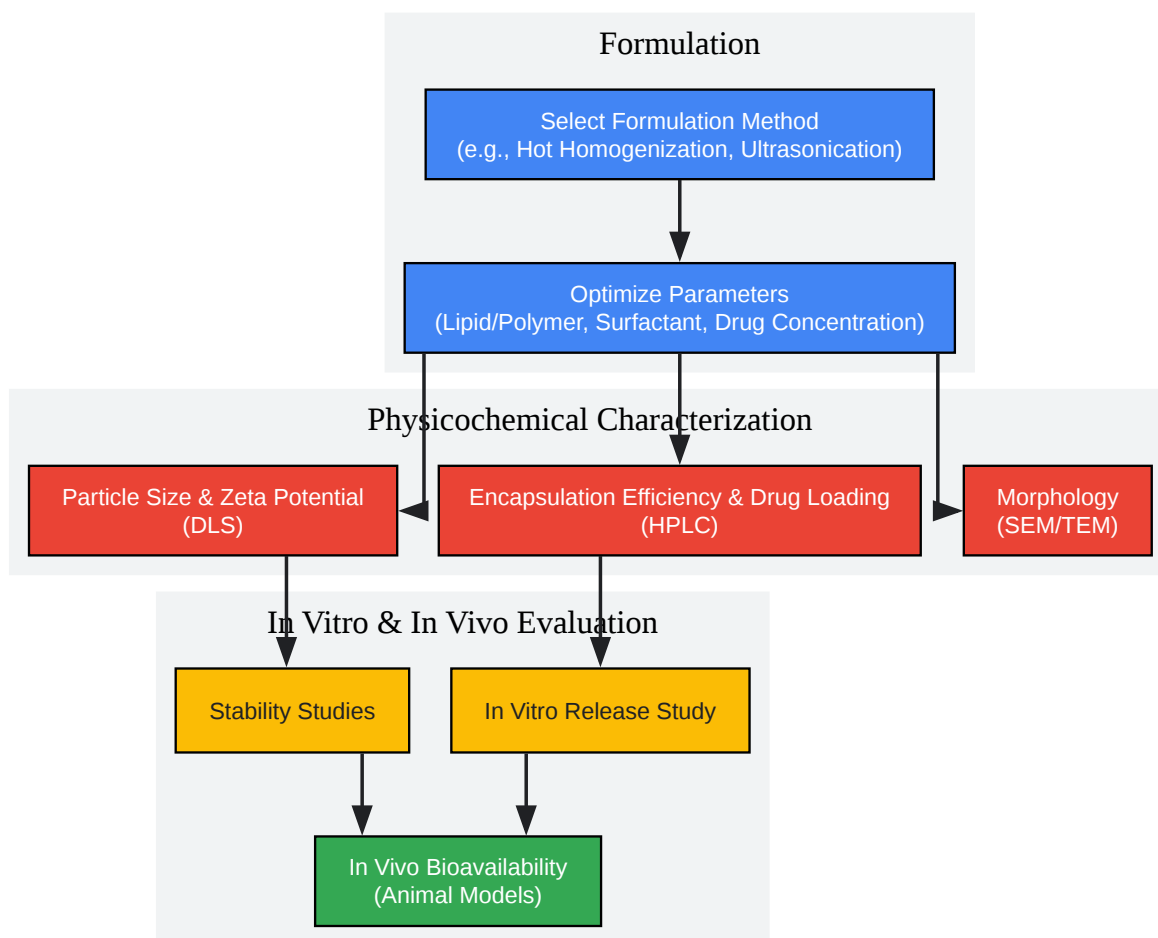 Formulation
Select Formulation Method
(e.g., Hot Homogenization, Ultrasonication)
Optimize Parameters
(Lipid/Polymer, Surfactant, Drug Concentration)
Physicochemical Characterization
Particle Size & Zeta Potential
(DLS)
Encapsulation Efficiency & Drug Loading
(HPLC)
Morphology
(SEM/TEM)
In Vitro & In Vivo Evaluation
Stability Studies
In Vitro Release Study
In Vivo Bioavailability
(Animal Models)